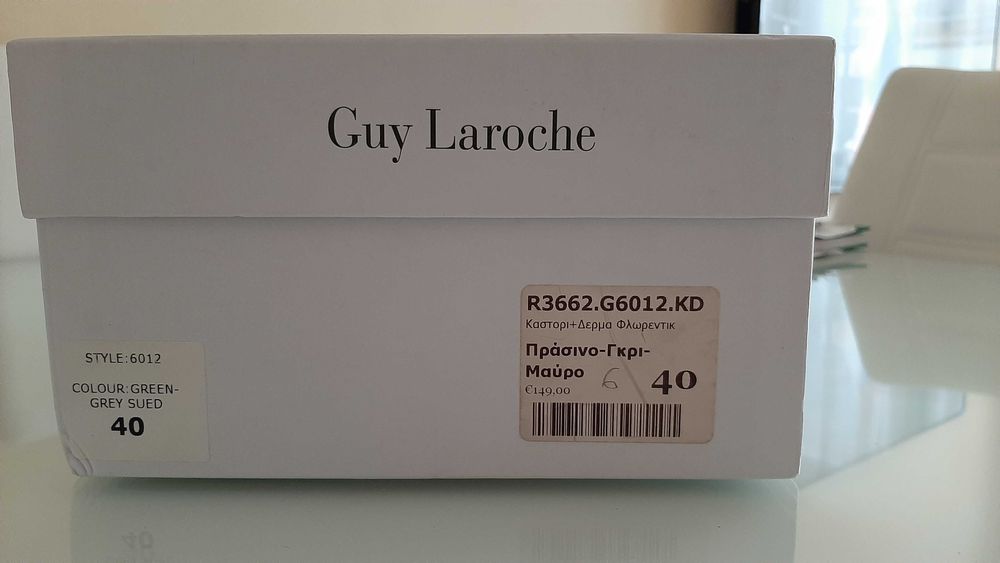 Guy Laroche
STYLE:6012
COLOUR:GREEN-
GREY SUED
40
R3662.G6012.KD
Καστορι+Δερμα Φλωρεντικ
Πράσινο-Γκρι-
Μαύρο
6
40
€149,00